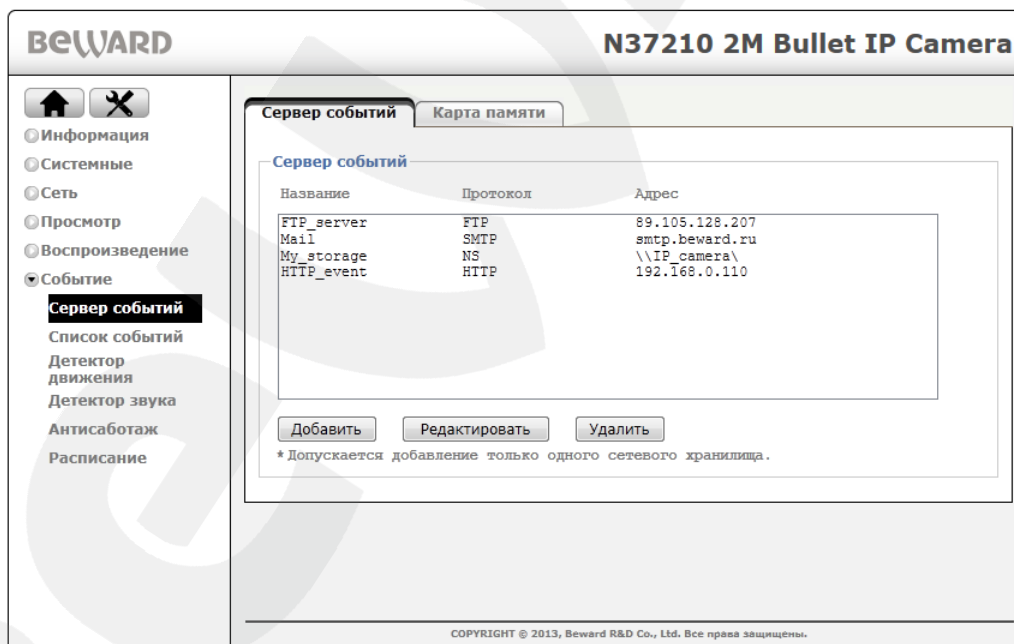 BEWARD
N37210 2M Bullet IP Camera
Информация
Системные
Сеть
Просмотр
Воспроизведение
Событие
Сервер событий
Список событий
Детектор
движения
Детектор звука
Антисаботаж
Расписание
Сервер событий Карта памяти
Сервер событий
Название Протокол Адрес
FTP_server FTP 89.105.128.207
Mail SMTP smtp.beward.ru
My_storage NS \\IP_camera\
HTTP_event HTTP 192.168.0.110
Добавить Редактировать Удалить
* Допускается добавление только одного сетевого хранилища.
COPYRIGHT © 2013, Beward R&D Co., Ltd. Все права защищены.